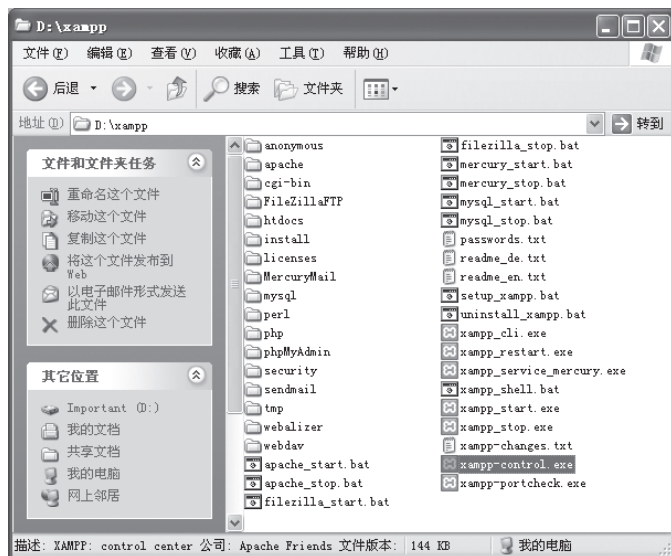 D:\xampp
文件(F) 编辑(E) 查看(V) 收藏(A) 工具(T) 帮助(H)
后退 搜索 文件夹
地址(D) D:\xampp 转到
文件和文件夹任务
重命名这个文件
移动这个文件
复制这个文件
将这个文件发布到
Web
以电子邮件形式发送
此文件
删除这个文件
其它位置
Important (D:)
我的文档
共享文档
我的电脑
网上邻居
anonymous
apache
cgi-bin
FileZillaFTP
htdocs
install
licenses
MercuryMail
mysql
perl
php
phpMyAdmin
security
sendmail
tmp
webalizer
webdav
apache_start.bat
apache_stop.bat
filezilla_start.bat
filezilla_stop.bat
mercury_start.bat
mercury_stop.bat
mysql_start.bat
mysql_stop.bat
passwords.txt
readme_de.txt
readme_en.txt
setup_xampp.bat
uninstall_xampp.bat
xampp_cli.exe
xampp_restart.exe
xampp_service_mercury.exe
xampp_shell.bat
xampp_start.exe
xampp_stop.exe
xampp-changes.txt
xampp-control.exe
xampp-portcheck.exe
描述: XAMPP: control center 公司: Apache Friends 文件版本: 144 KB 我的电脑